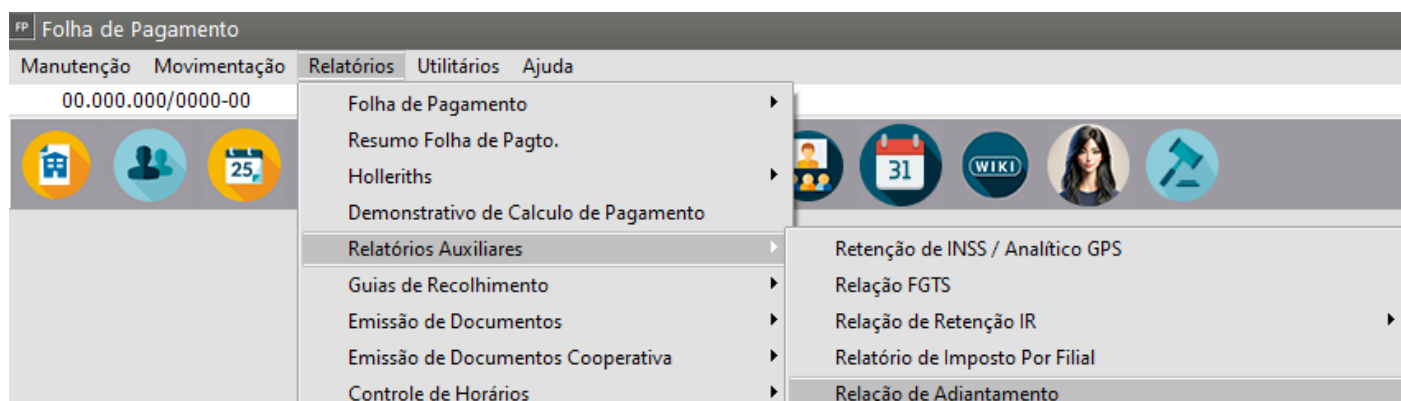 FP Folha de Pagamento
Manutenção Movimentação Relatórios Utilitários Ajuda
00.000.000/0000-00
Folha de Pagamento
Resumo Folha de Pagto.
Holleriths
Demonstrativo de Calculo de Pagamento
Relatórios Auxiliares
Guias de Recolhimento
Emissão de Documentos
Emissão de Documentos Cooperativa
Controle de Horários
25
31
WIKI
Retenção de INSS / Analítico GPS
Relação FGTS
Relação de Retenção IR
Relatório de Imposto Por Filial
Relação de Adiantamento